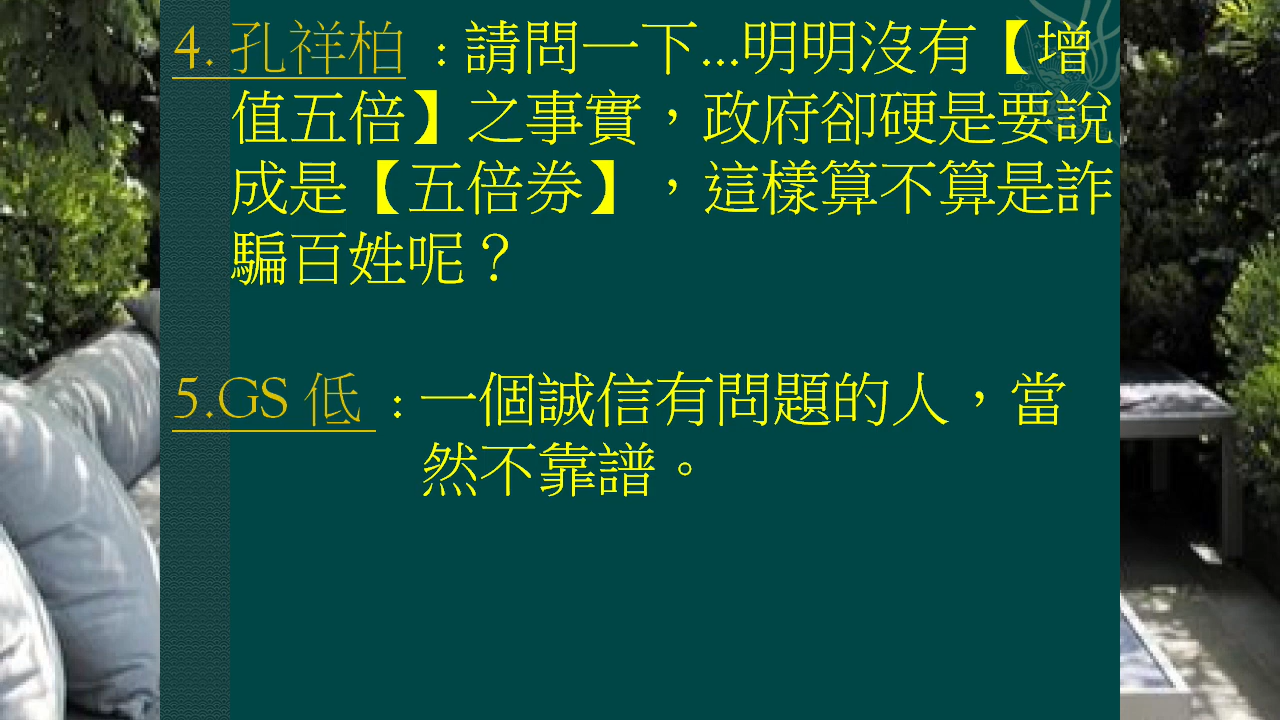 4. 孔祥柏 : 請問一下...明明沒有【增
值五倍】之事實，政府卻硬是要說
成是【五倍券】，這樣算不算是詐
騙百姓呢？
5.GS 低 : 一個誠信有問題的人，當
然不靠譜。